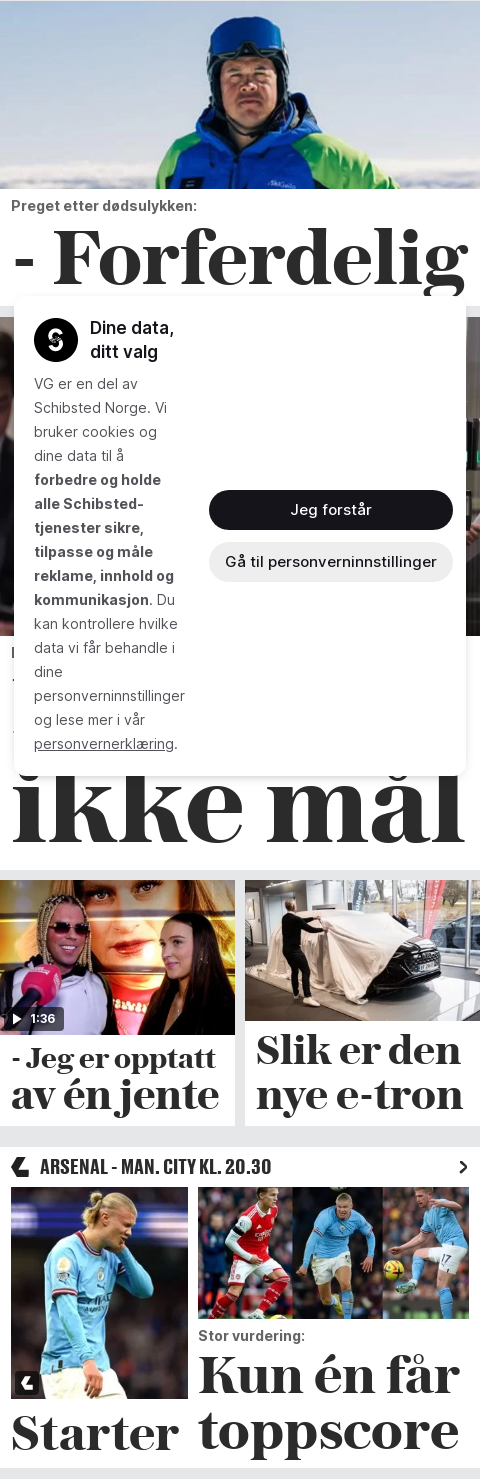 Preget etter dødsulykken:
- Forferdelig
Dine data,
ditt valg
VG er en del av
Schibsted Norge. Vi
bruker cookies og
dine data til å
forbedre og holde
alle Schibsted-
tjenester sikre,
tilpasse og måle
reklame, innhold og
kommunikasjon. Du
kan kontrollere hvilke
data vi får behandle i
dine
personverninnstillinger
og lese mer i vår
personvernerklæring.
Jeg forstår
Gå til personverninnstillinger
ikke mål
1:36
- Jeg er opptatt
av én jente
Slik er den
nye e-tron
ARSENAL - MAN. CITY KL. 20.30
Starter
Stor vurdering:
Kun én får
toppscore